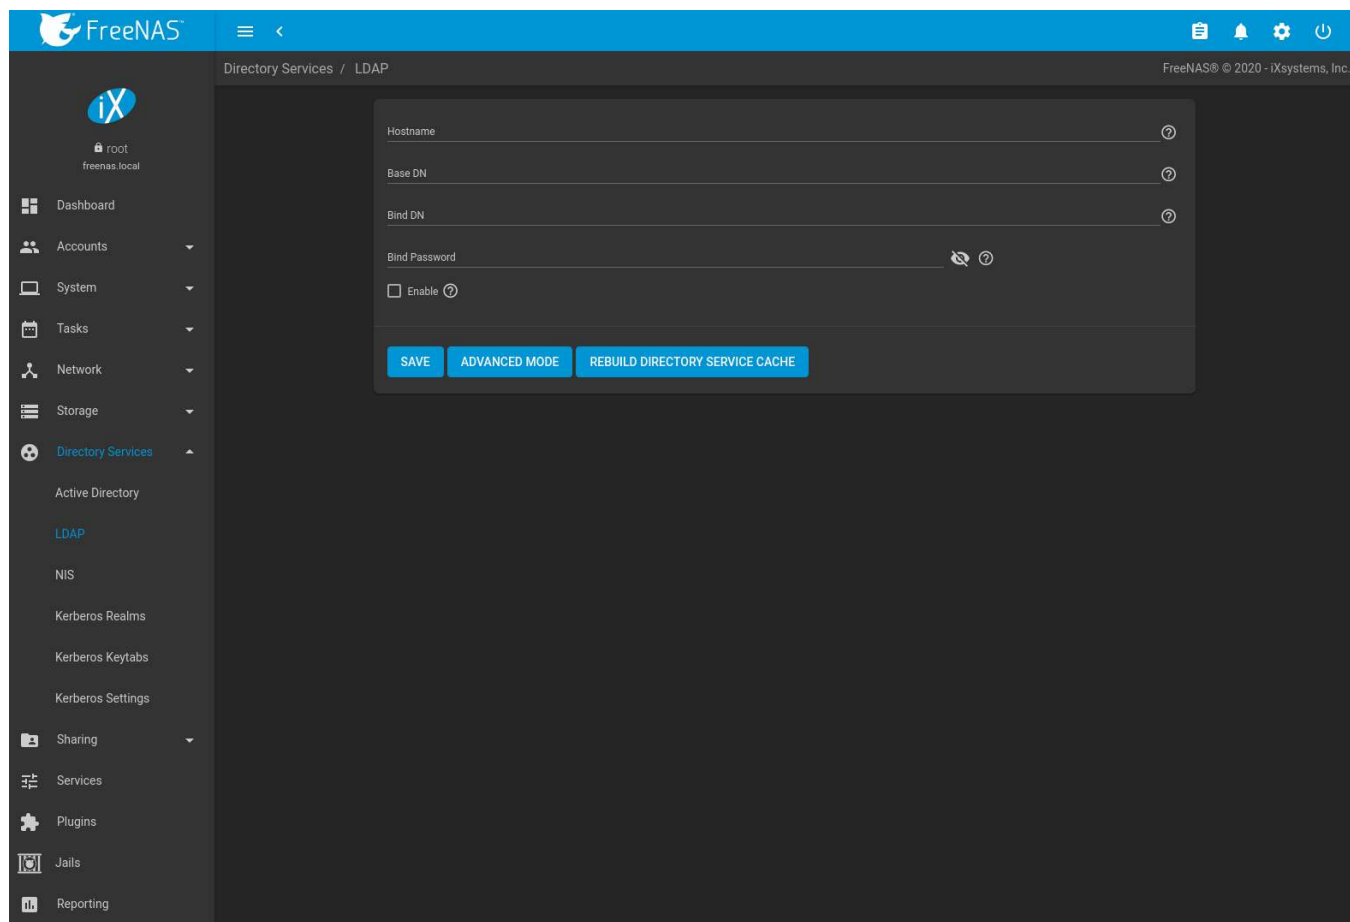 FreeNAS™
Directory Services / LDAP
FreeNAS® © 2020 - iXsystems, Inc.
iX
root
freenas.local
Dashboard
Accounts
System
Tasks
Network
Storage
Directory Services
Active Directory
LDAP
NIS
Kerberos Realms
Kerberos Keytabs
Kerberos Settings
Sharing
Services
Plugins
Jails
Reporting
Hostname
Base DN
Bind DN
Bind Password
Enable
SAVE ADVANCED MODE REBUILD DIRECTORY SERVICE CACHE